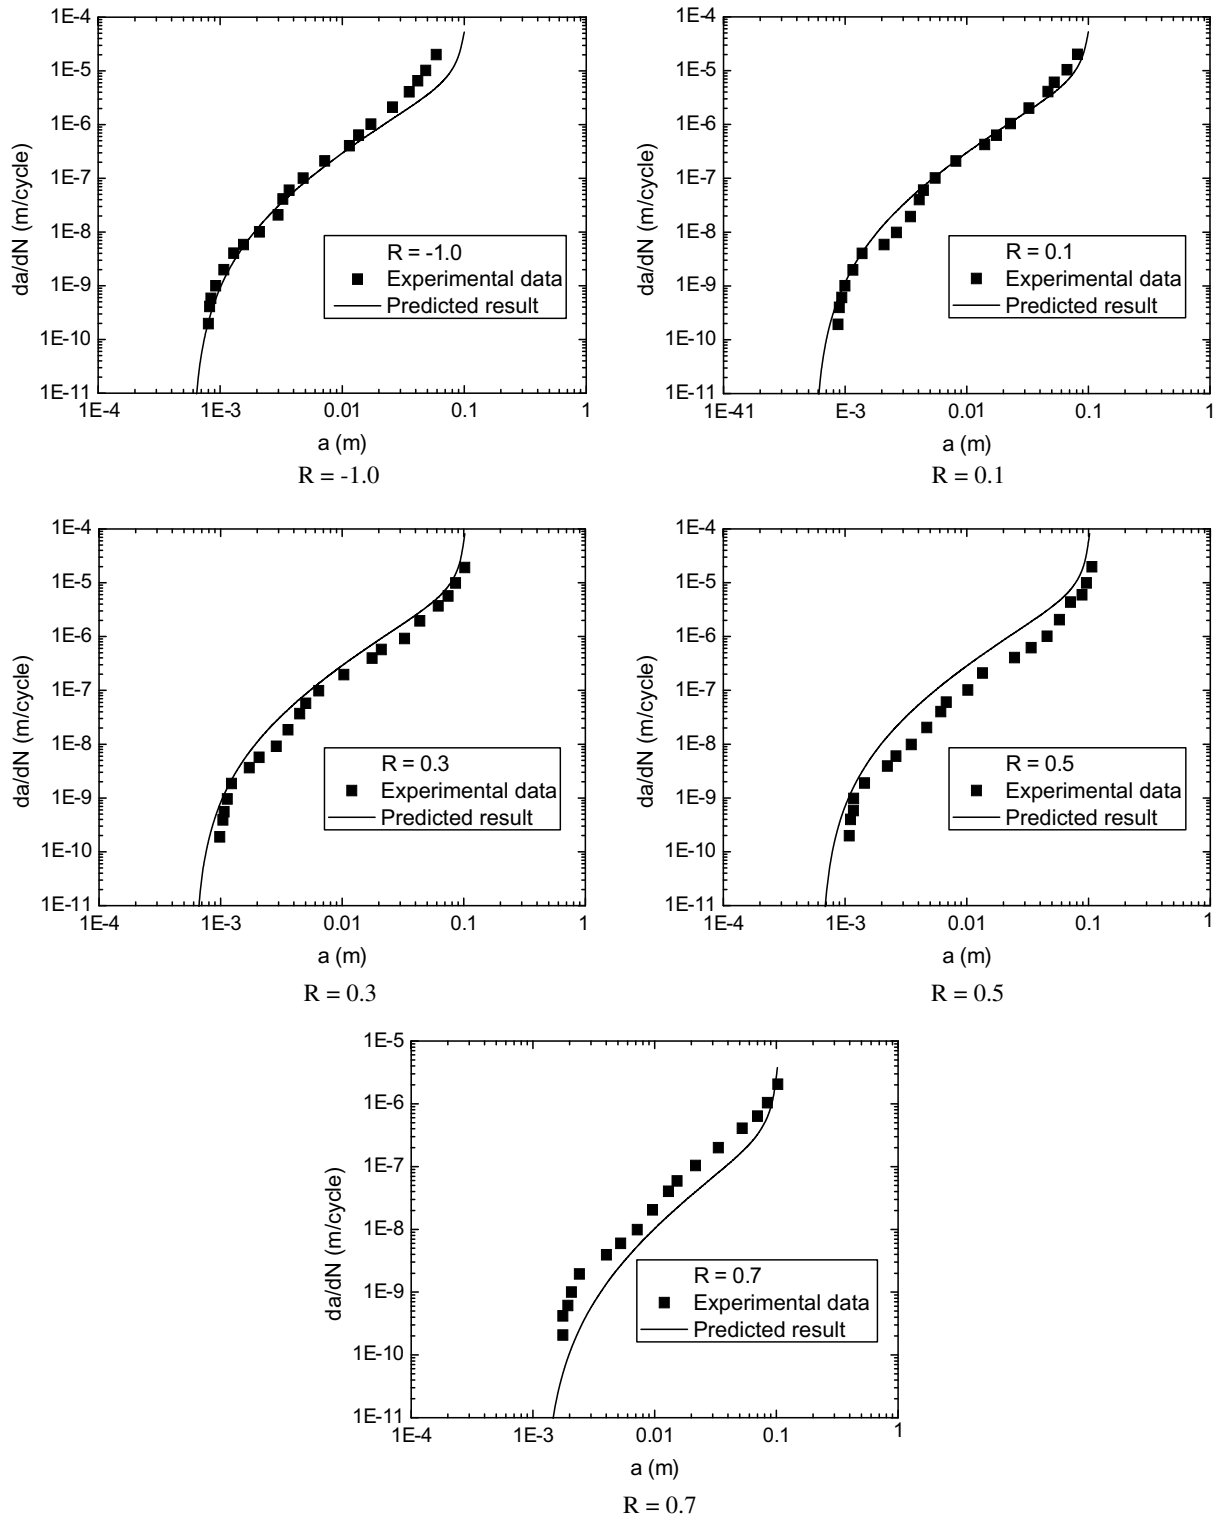 1E-4
1E-5
1E-6
1E-7
1E-8
1E-9
1E-10
1E-11
da/dN (m/cycle)
R = -1.0
Experimental data
Predicted result
1E-4
1E-3
0.01
0.1
1
a (m)
R = -1.0
1E-4
1E-5
1E-6
1E-7
1E-8
1E-9
1E-10
1E-11
da/dN (m/cycle)
R = 0.1
Experimental data
Predicted result
1E-41
E-3
0.01
0.1
1
a (m)
R = 0.1
1E-4
1E-5
1E-6
1E-7
1E-8
1E-9
1E-10
1E-11
da/dN (m/cycle)
R = 0.3
Experimental data
Predicted result
1E-4
1E-3
0.01
0.1
1
a (m)
R = 0.3
1E-4
1E-5
1E-6
1E-7
1E-8
1E-9
1E-10
1E-11
da/dN (m/cycle)
R = 0.5
Experimental data
Predicted result
1E-4
1E-3
0.01
0.1
1
a (m)
R = 0.5
1E-5
1E-6
1E-7
1E-8
1E-9
1E-10
1E-11
da/dN (m/cycle)
R = 0.7
Experimental data
Predicted result
1E-4
1E-3
0.01
0.1
1
a (m)
R = 0.7